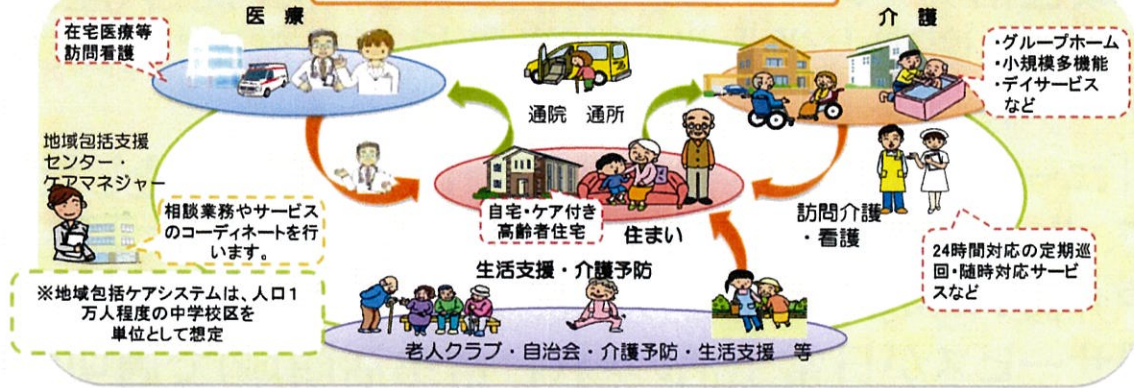 医 療
介 護
在宅医療等
訪問看護
・グループホーム
・小規模多機能
・デイサービス
など
通院 通所
地域包括支援
センター・
ケアマネジャー
相談業務やサービス
のコーディネートを行
います。
自宅・ケア付き
高齢者住宅
住まい
訪問介護
・看護
24時間対応の定期巡
回・随時対応サービ
スなど
生活支援・介護予防
※地域包括ケアシステムは、人口1
万人程度の中学校区を
単位として想定
老人クラブ・自治会・介護予防・生活支援 等